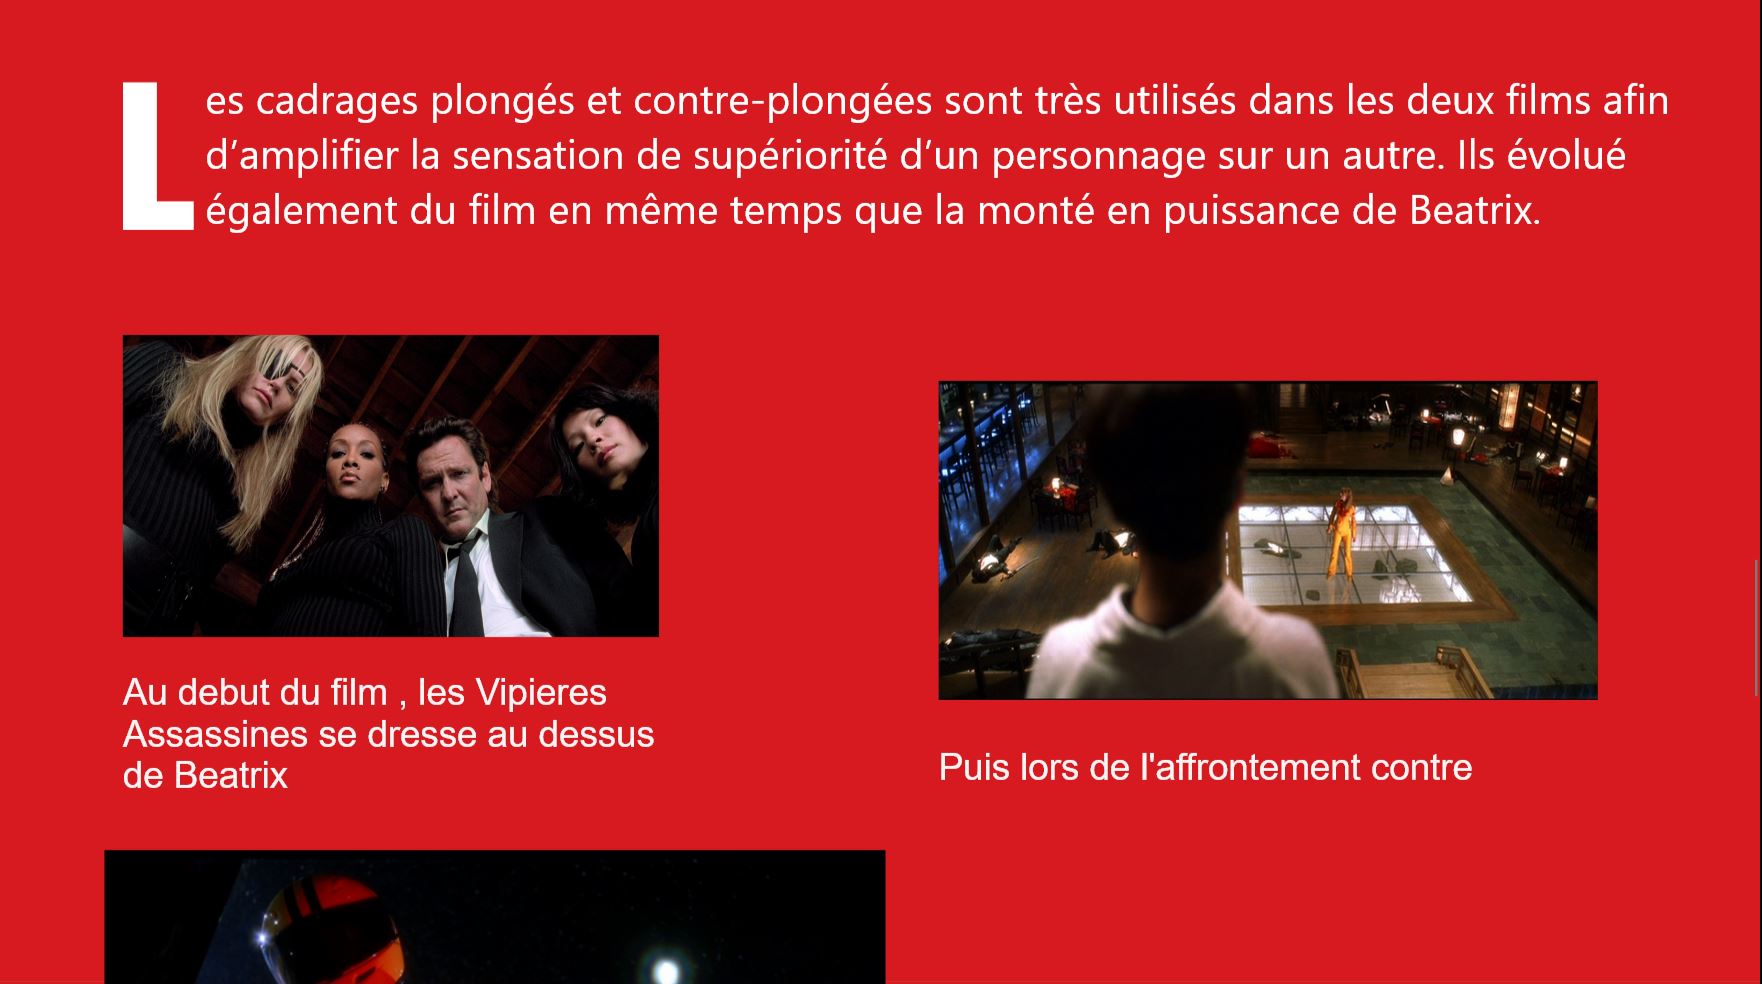 Les cadrages plongés et contre-plongées sont très utilisés dans les deux films afin
d’amplifier la sensation de supériorité d’un personnage sur un autre. Ils évolué
également du film en même temps que la monté en puissance de Beatrix.
Au debut du film , les Vipieres
Assassines se dresse au dessus
de Beatrix
Puis lors de l'affrontement contre